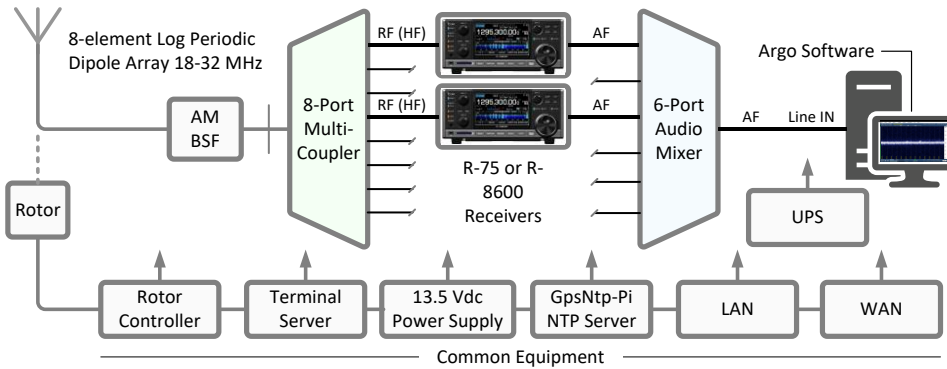 8-element Log Periodic
Dipole Array 18-32 MHz
AM
BSF
8-Port
Multi-
Coupler
RF (HF)
1295.300.00
AF
RF (HF)
1295.300.00
AF
R-75 or R-
8600
Receivers
6-Port
Audio
Mixer
AF
Line IN
Argo Software
UPS
Rotor
Rotor
Controller
Terminal
Server
13.5 Vdc
Power Supply
GpsNtp-Pi
NTP Server
LAN
WAN
Common Equipment